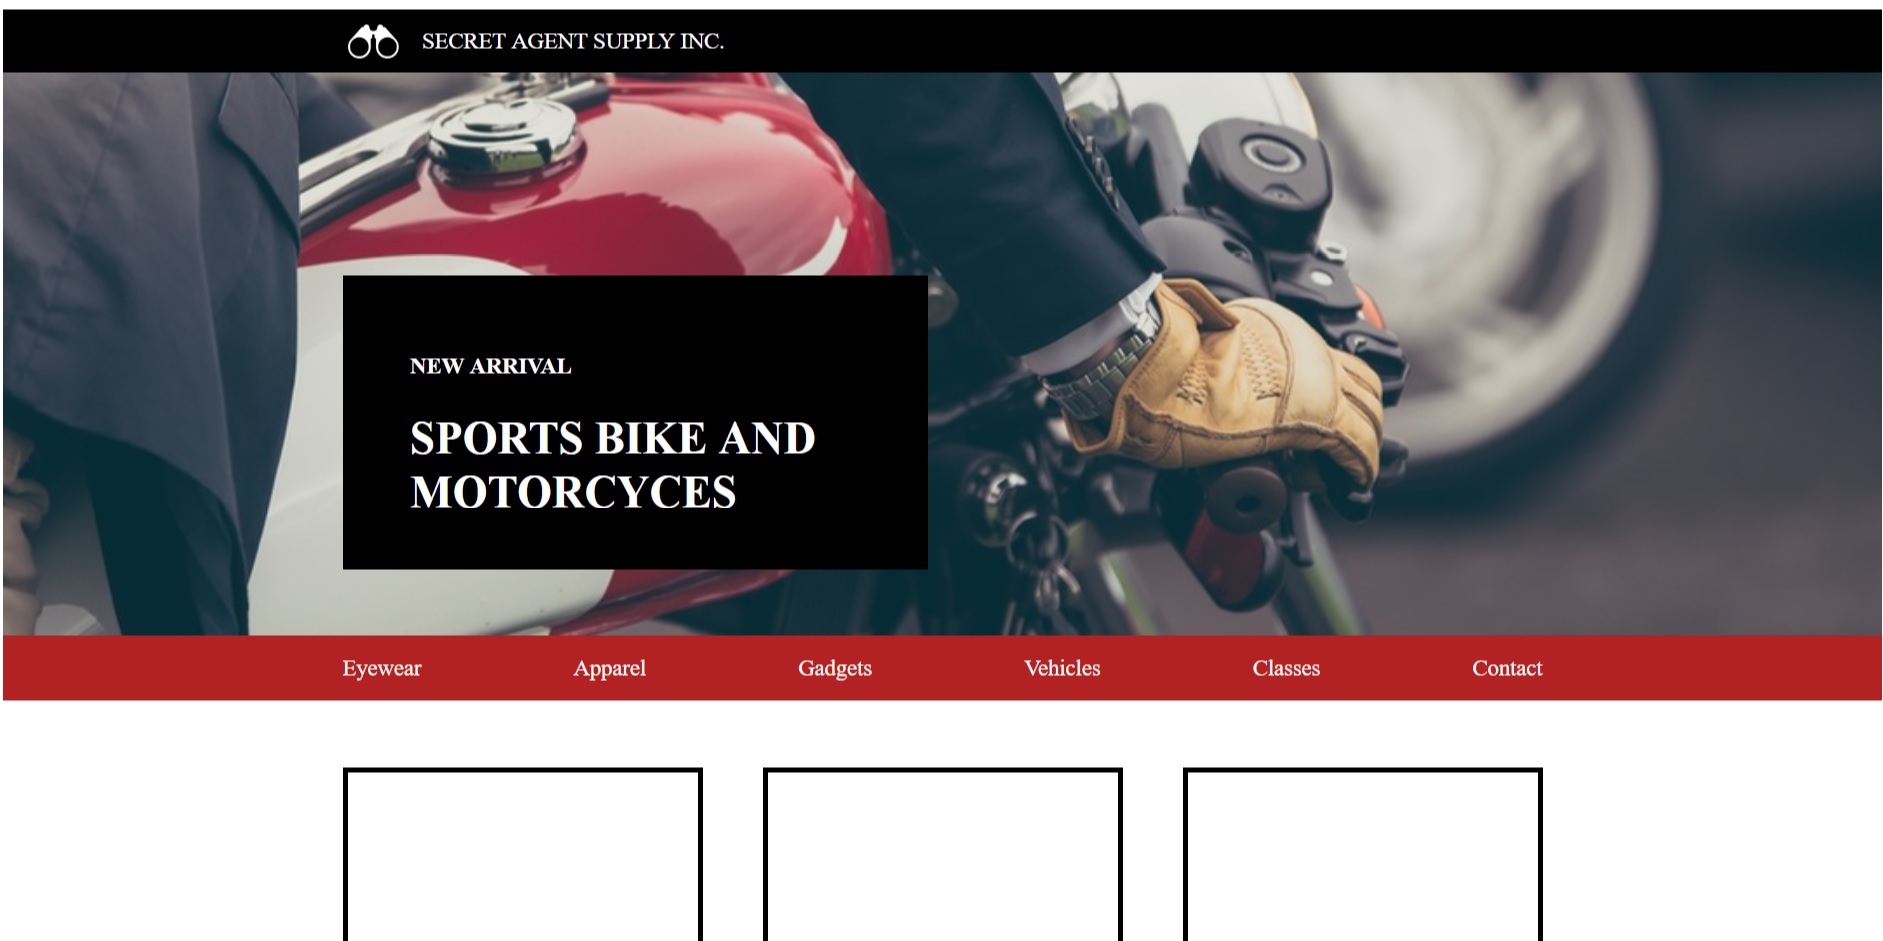 SECRET AGENT SUPPLY INC.
NEW ARRIVAL
SPORTS BIKE AND
MOTORCYCES
Eyewear Apparel Gadgets Vehicles Classes Contact